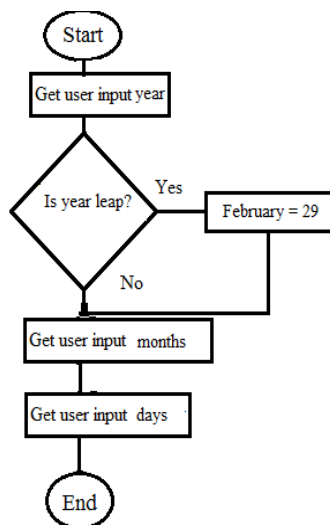 Start
Get user input year
Is year leap?
Yes
February = 29
No
Get user input months
Get user input days
End